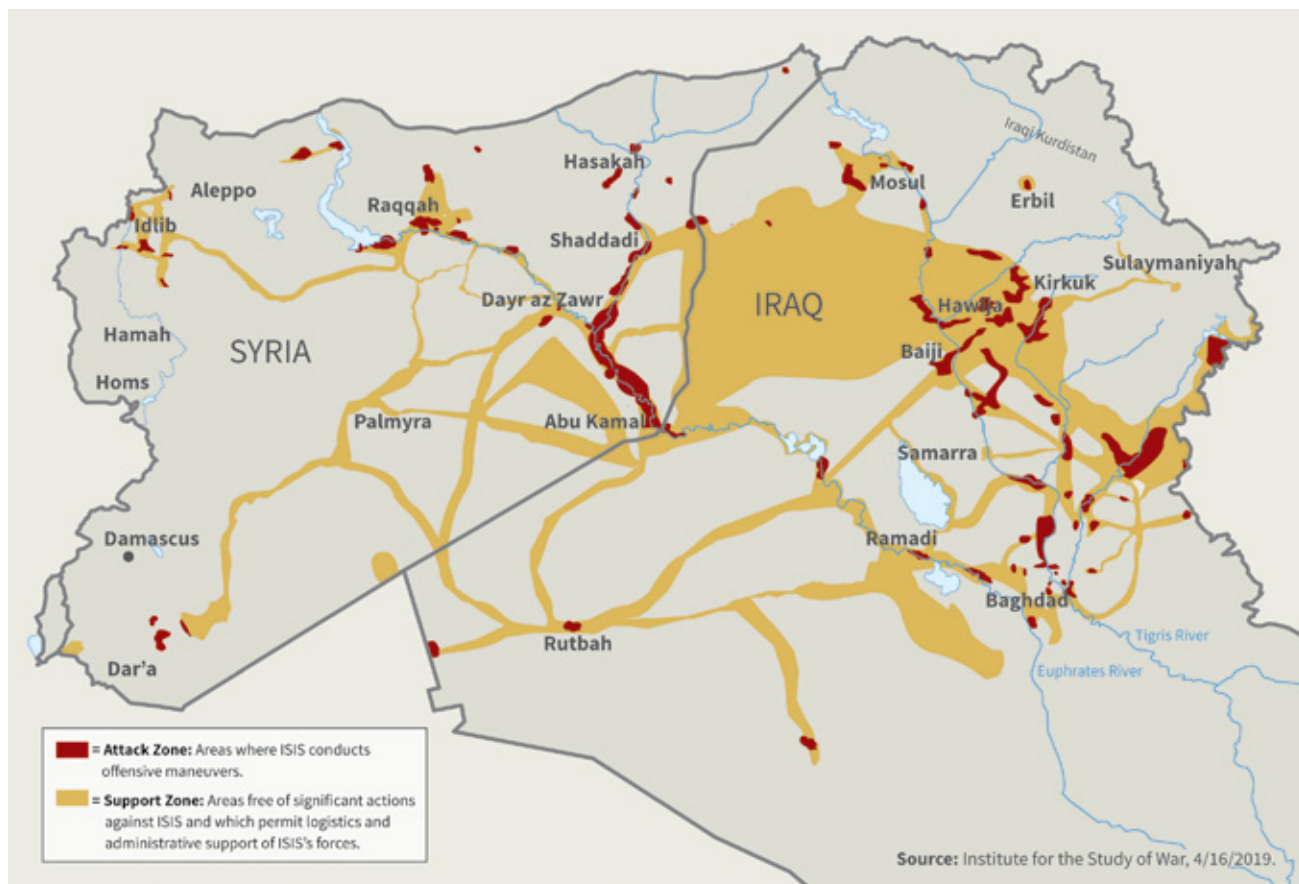 Iraqi Kurdistan
Hasakah
Mosul
Aleppo
Erbil
Raqqah
Idlib
Shaddadi
Sulaymaniyah
Kirkuk
Dayr az Zawr
IRAQ
Hawija
Hamah
SYRIA
Baiji
Homs
Palmyra
Abu Kamal
Samarra
Damascus
Ramadi
Baghdad
Rutbah
Tigris River
Dar'a
Euphrates River
= Attack Zone: Areas where ISIS conducts
offensive maneuvers.
= Support Zone: Areas free of significant actions
against ISIS and which permit logistics and
administrative support of ISIS's forces.
Source: Institute for the Study of War, 4/16/2019.